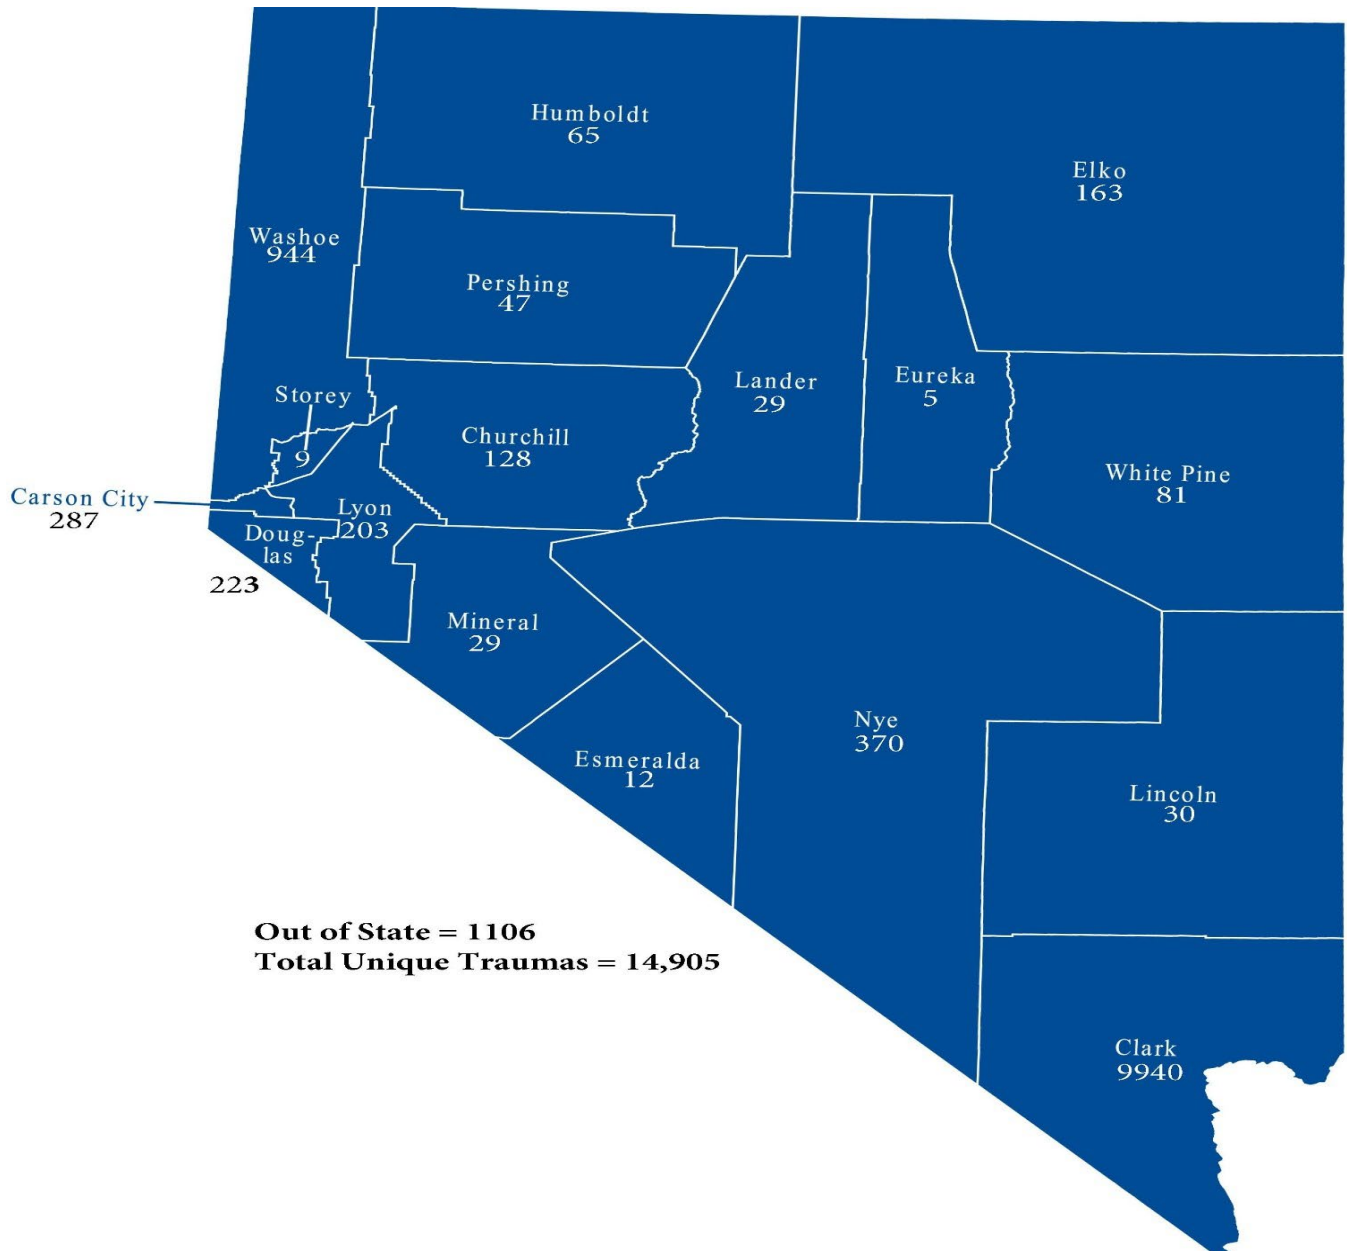 Humboldt
65
Elko
163
Washoe
944
Pershing
47
Lander
29
Eureka
5
Storey
9
Churchill
128
White Pine
81
Carson City
287
Lyon
203
Doug-
las
223
Mineral
29
Nye
370
Esmeralda
12
Lincoln
30
Out of State = 1106
Total Unique Traumas = 14,905
Clark
9940